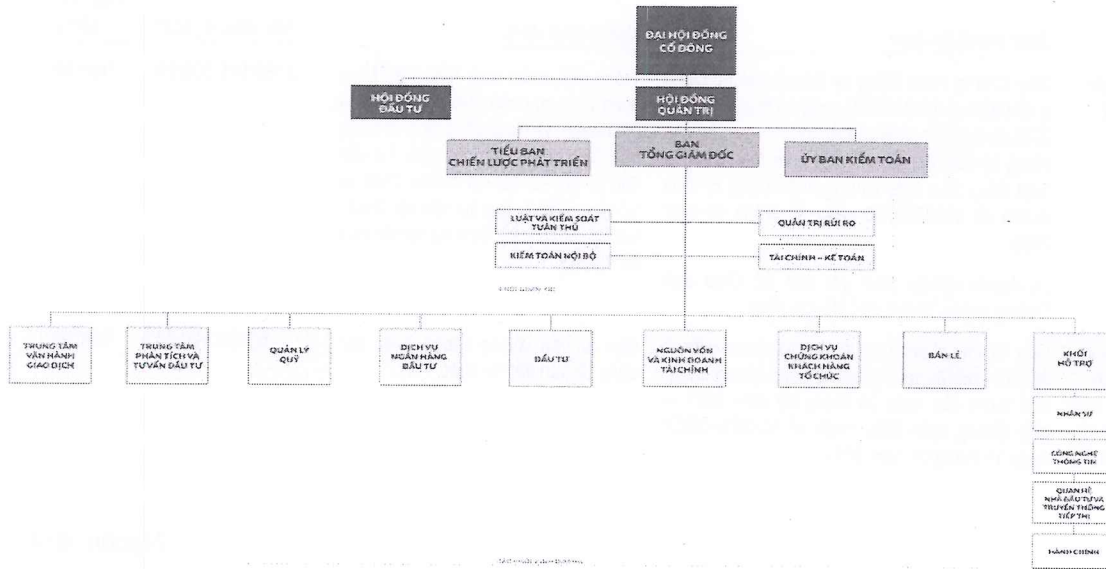 ĐẠI HỘI ĐỒNG
CỔ ĐÔNG
HỘI ĐỒNG
ĐẦU TƯ
HỘI ĐỒNG
QUẢN TRỊ
TIỂU BAN
CHIẾN LƯỢC PHÁT TRIỂN
BAN
TỔNG GIÁM ĐỐC
ỦY BAN KIỂM TOÁN
LUẬT VÀ KIỂM SOÁT
TUÂN THỦ
QUẢN TRỊ RỦI RO
KIỂM TOÁN NỘI BỘ
TÀI CHÍNH – KẾ TOÁN
TRUNG TÂM
VẬN HÀNH
GIAO DỊCH
TRUNG TÂM
PHÂN TÍCH VÀ
TƯ VẤN ĐẦU TƯ
QUẢN LÝ
QUỸ
DỊCH VỤ
NGÂN HÀNG
ĐẦU TƯ
ĐẦU TƯ
NGUỒN VỐN
VÀ KINH DOANH
TÀI CHÍNH
DỊCH VỤ
CHỨNG KHOÁN
KHÁCH HÀNG
TỔ CHỨC
BÁN LẺ
KHỐI
HỖ TRỢ
NHÂN SỰ
CÔNG NGHỆ
THÔNG TIN
QUAN HỆ
NHÀ ĐẦU TƯ VÀ
TRUYỀN THÔNG
TIẾP THỊ
HÀNH CHÍNH